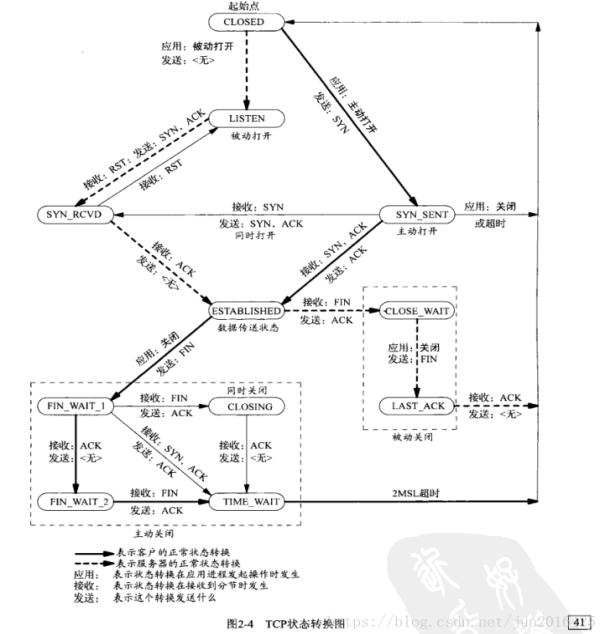 起始点
CLOSED
应用：被动打开
发送：<无>
应用：主动打开
发送：SYN
LISTEN
被动打开
接收：RST；发送：SYN，ACK
接收：RST
SYN_RCVD
接收：SYN
发送：SYN，ACK
同时打开
SYN_SENT
主动打开
应用：关闭
或超时
接收：ACK
发送：<无>
接收：SYN，ACK
发送：ACK
ESTABLISHED
数据传送状态
接收：FIN
发送：ACK
CLOSE_WAIT
应用：关闭
发送：FIN
应用：关闭
发送：FIN
LAST_ACK
被动关闭
接收：ACK
发送：<无>
同时关闭
FIN_WAIT_1
接收：FIN
发送：ACK
CLOSING
接收：ACK
发送：<无>
接收：SYN，ACK
发送：ACK
接收：ACK
发送：<无>
FIN_WAIT_2
接收：FIN
发送：ACK
TIME_WAIT
2MSL超时
主动关闭
表示客户的正常状态转换
表示服务器的正常状态转换
应用： 表示状态转换在应用进程发起操作时发生
接收： 表示状态转换在接收到分节时发生
发送： 表示这个转换发送什么
图2-4 TCP状态转换图
41